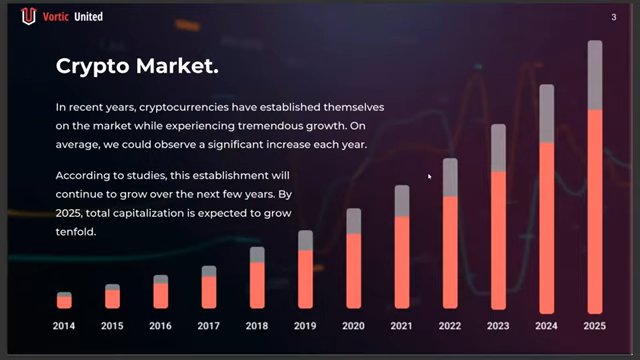 Vortic United
3
Crypto Market.
In recent years, cryptocurrencies have established themselves
on the market while experiencing tremendous growth. On
average, we could observe a significant increase each year.
According to studies, this establishment will
continue to grow over the next few years. By
2025, total capitalization is expected to grow
tenfold.
2014 2015 2016 2017 2018 2019 2020 2021 2022 2023 2024 2025